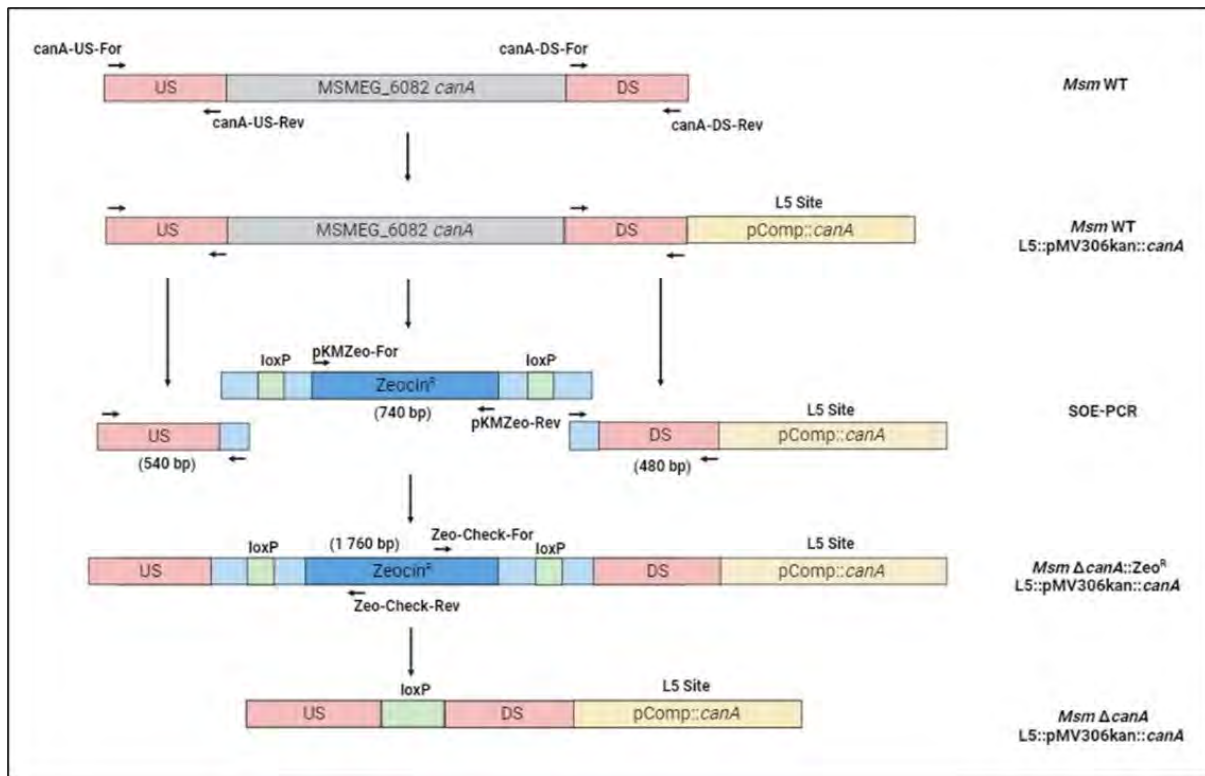 canA-US-For
canA-DS-For
US
MSMEG_6082 canA
DS
Msm WT
canA-US-Rev
canA-DS-Rev
L5 Site
US
MSMEG_6082 canA
DS
pComp::canA
Msm WT
L5::pMV306kan::canA
loxP
pKMZeo-For
loxP
Zeocinᴿ
(740 bp)
pKMZeo-Rev
L5 Site
SOE-PCR
US
DS
pComp::canA
(540 bp)
(480 bp)
loxP
(1 760 bp)
Zeo-Check-For
loxP
L5 Site
US
Zeocinᴿ
DS
pComp::canA
Msm ΔcanA::Zeoᴿ
L5::pMV306kan::canA
Zeo-Check-Rev
loxP
L5 Site
US
DS
pComp::canA
Msm ΔcanA
L5::pMV306kan::canA